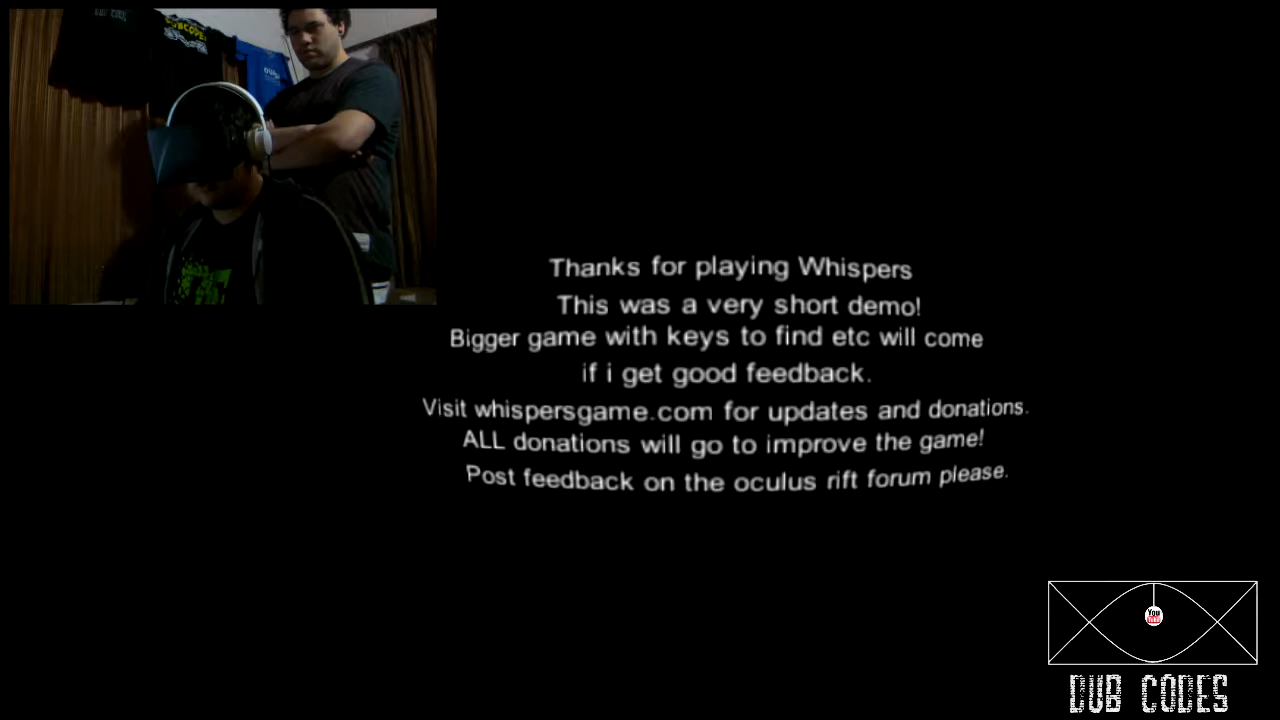 Thanks for playing Whispers
This was a very short demo!
Bigger game with keys to find etc will come
if i get good feedback.
Visit whispersgame.com for updates and donations.
ALL donations will go to improve the game!
Post feedback on the oculus rift forum please.
You
DUB CODES